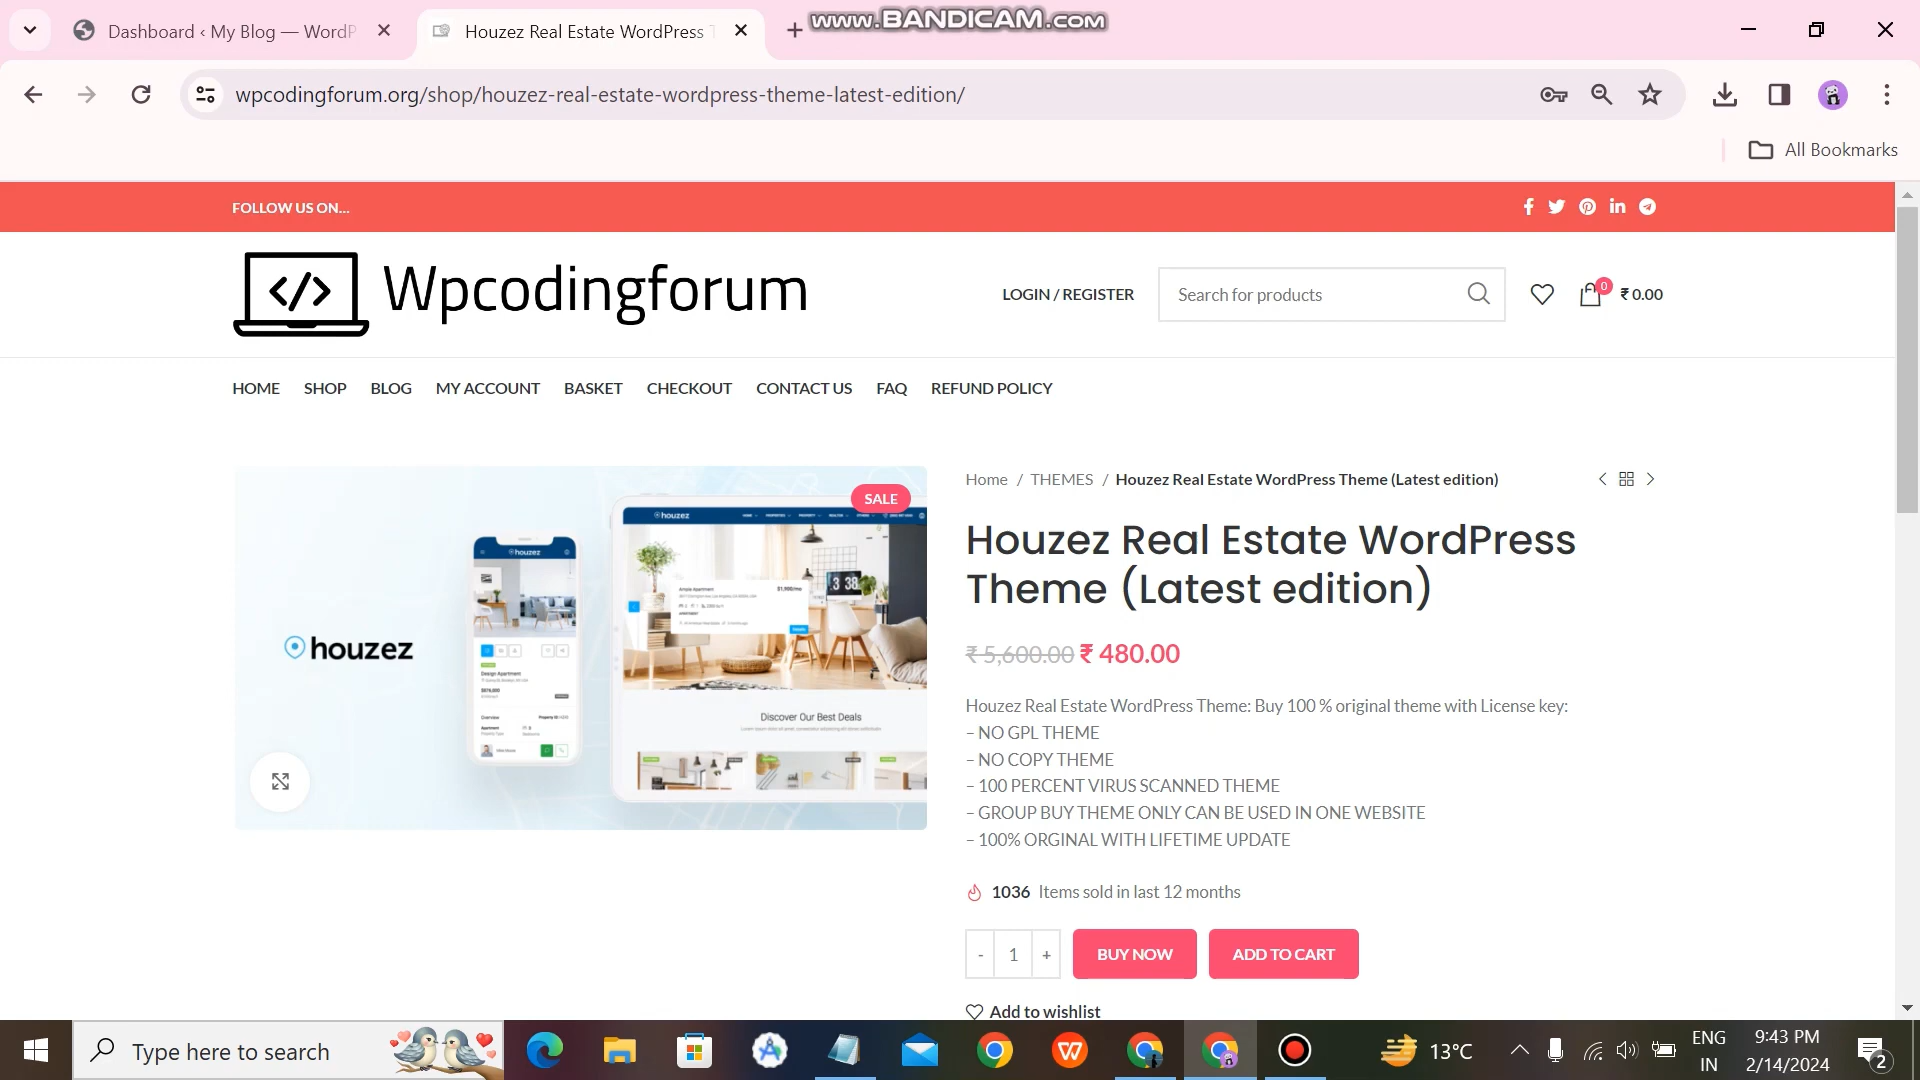 Dashboard ‹ My Blog — WordP
Houzez Real Estate WordPress T
www.BANDICAM.com
wpcodingforum.org/shop/houzez-real-estate-wordpress-theme-latest-edition/
All Bookmarks
FOLLOW US ON...
</> Wpcodingforum
LOGIN / REGISTER
Search for products
0
₹ 0.00
HOME SHOP BLOG MY ACCOUNT BASKET CHECKOUT CONTACT US FAQ REFUND POLICY
SALE
houzez
houzez
houzez
Discover Our Best Deals
Home / THEMES / Houzez Real Estate WordPress Theme (Latest edition)
Houzez Real Estate WordPress
Theme (Latest edition)
₹ 5,600.00 ₹ 480.00
Houzez Real Estate WordPress Theme: Buy 100 % original theme with License key:
– NO GPL THEME
– NO COPY THEME
– 100 PERCENT VIRUS SCANNED THEME
– GROUP BUY THEME ONLY CAN BE USED IN ONE WEBSITE
– 100% ORGINAL WITH LIFETIME UPDATE
1036 Items sold in last 12 months
- 1 +
BUY NOW
ADD TO CART
Add to wishlist
Type here to search
13°C
ENG
IN
9:43 PM
2/14/2024
2